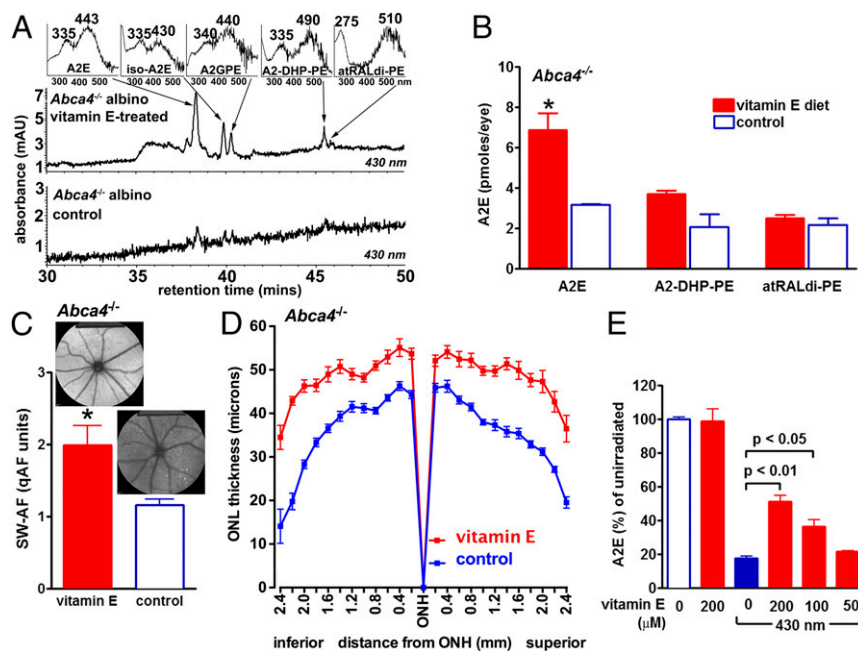 A
335
443
335
430
340
440
335
490
275
510
A2E
iso-A2E
A2GPE
A2-DHP-PE
atRALdi-PE
300 400 500
300 400 500
300 400 500
300 400 500
300 400 500 nm
Abca4-/- albino
vitamin E-treated
430 nm
7
5
3
1
absorbance (mAU)
Abca4-/- albino
control
430 nm
3
2
1
30
35
40
45
50
retention time (mins)
B
Abca4-/-
vitamin E diet
control
*
A2E (pmoles/eye)
8
6
4
2
0
A2E
A2-DHP-PE
atRALdi-PE
C
Abca4-/-
SW-AF (qAF units)
3
2
1
0
*
vitamin E
control
D
Abca4-/-
ONL thickness (microns)
60
50
40
30
20
10
0
vitamin E
control
2.4 2.0 1.6 1.2 0.8 0.4 ONH 0.4 0.8 1.2 1.6 2.0 2.4
inferior distance from ONH (mm) superior
E
A2E (%) of unirradiated
120
100
80
60
40
20
0
p < 0.05
p < 0.01
vitamin E 0 200 0 200 100 50
(μM)
430 nm